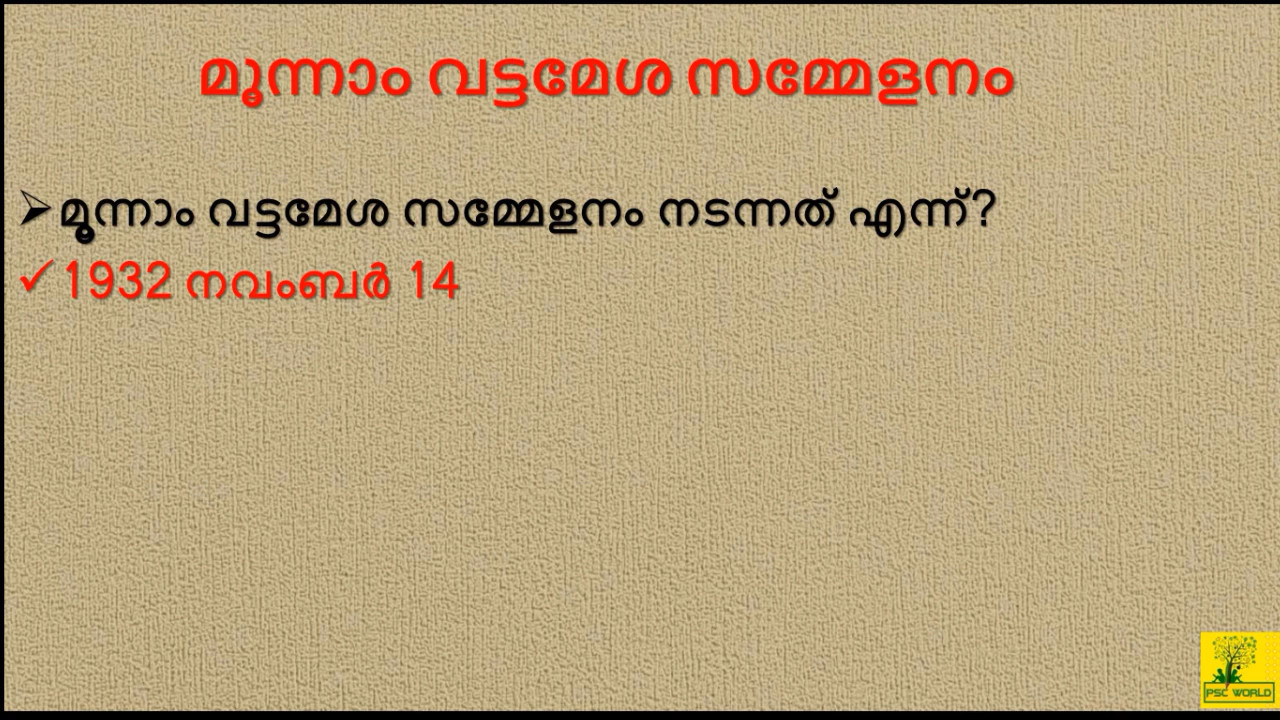 മൂന്നാം വട്ടമേശ സമ്മേളനം
➢മൂന്നാം വട്ടമേശ സമ്മേളനം നടന്നത് എന്ന്?
✓1932 നവംബർ 14
PSC WORLD